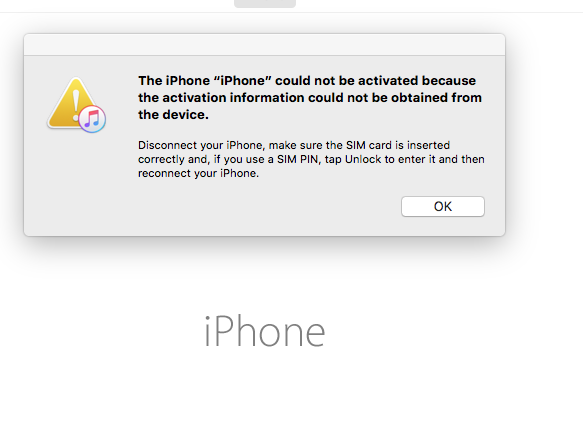 The iPhone “iPhone” could not be activated because
the activation information could not be obtained from
the device.
Disconnect your iPhone, make sure the SIM card is inserted
correctly and, if you use a SIM PIN, tap Unlock to enter it and then
reconnect your iPhone.
OK
iPhone